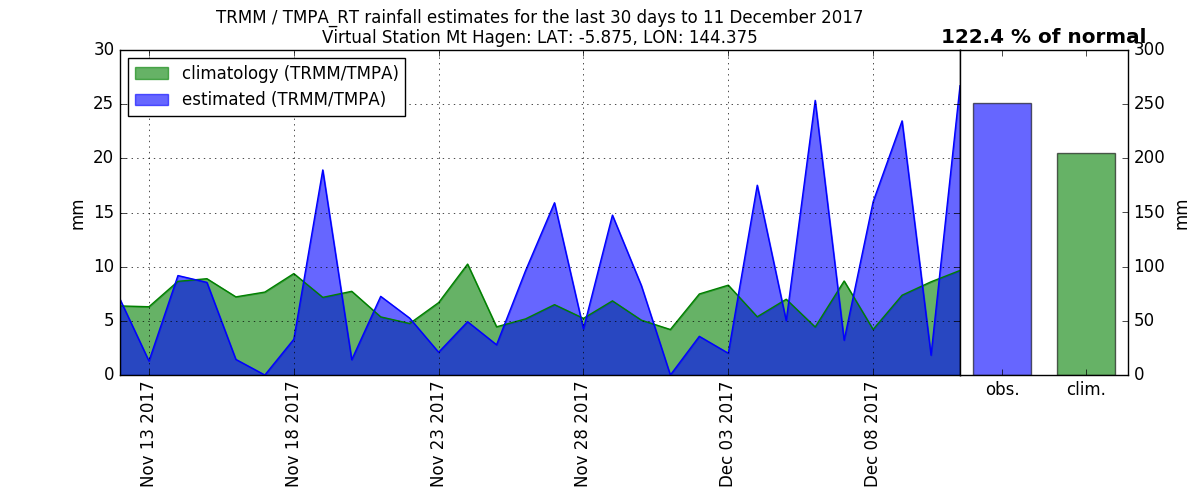 TRMM / TMPA_RT rainfall estimates for the last 30 days to 11 December 2017
Virtual Station Mt Hagen: LAT: -5.875, LON: 144.375
122.4 % of normal
climatology (TRMM/TMPA)
estimated (TRMM/TMPA)
30
25
20
15
10
5
0
mm
Nov 13 2017
Nov 18 2017
Nov 23 2017
Nov 28 2017
Dec 03 2017
Dec 08 2017
obs.
clim.
300
250
200
150
100
50
0
mm